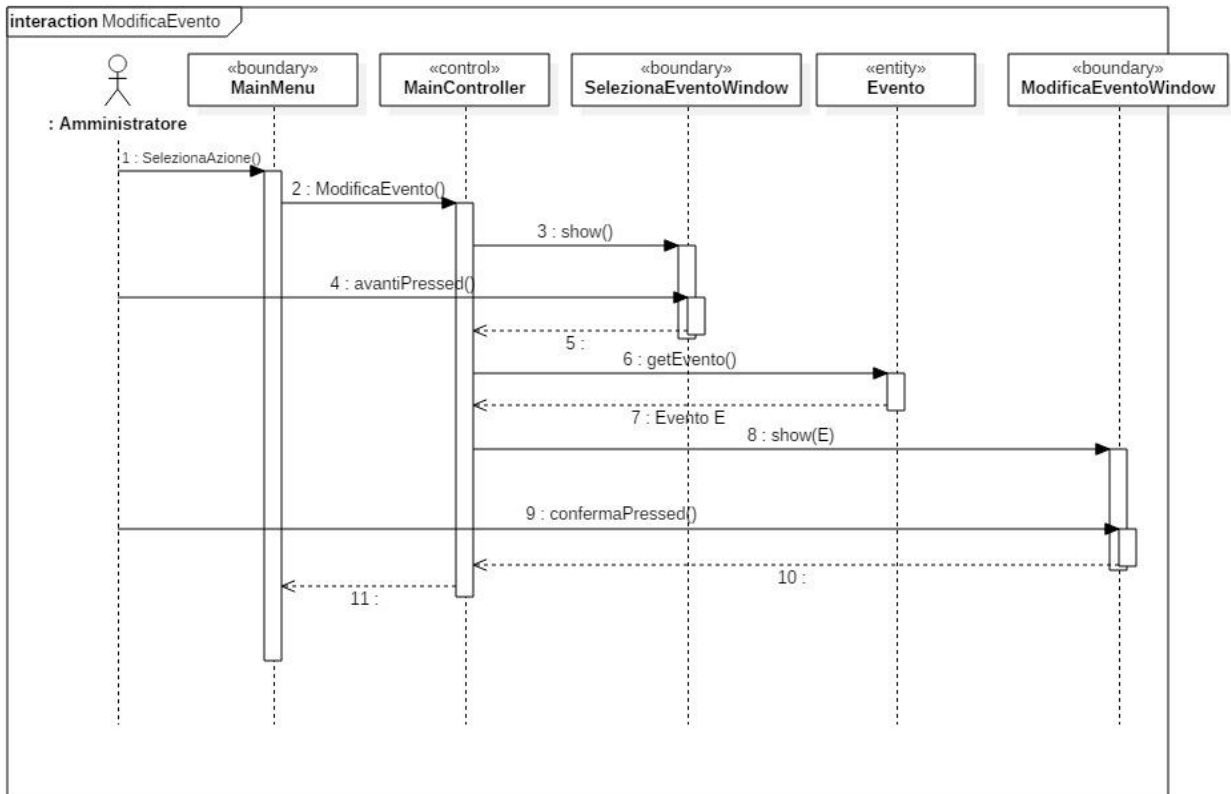 interaction ModificaEvento
«boundary»
MainMenu
«control»
MainController
«boundary»
SelezionaEventoWindow
«entity»
Evento
«boundary»
ModificaEventoWindow
: Amministratore
1 : SelezionaAzione()
2 : ModificaEvento()
3 : show()
4 : avantiPressed()
5 :
6 : getEvento()
7 : Evento E
8 : show(E)
9 : confermaPressed()
10 :
11 :